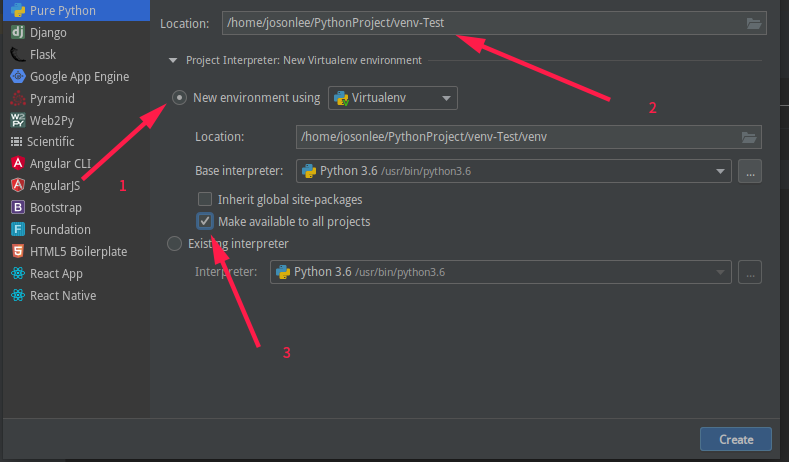 Pure Python
Django
Flask
Google App Engine
Pyramid
Web2Py
Scientific
Angular CLI
AngularJS
Bootstrap
Foundation
HTML5 Boilerplate
React App
React Native
Location: /home/josonlee/PythonProject/venv-Test
Project Interpreter: New Virtualenv environment
New environment using Virtualenv
Location: /home/josonlee/PythonProject/venv-Test/venv
Base interpreter: Python 3.6 /usr/bin/python3.6 ...
Inherit global site-packages
Make available to all projects
Existing interpreter
Interpreter: Python 3.6 /usr/bin/python3.6 ...
1
2
3
Create